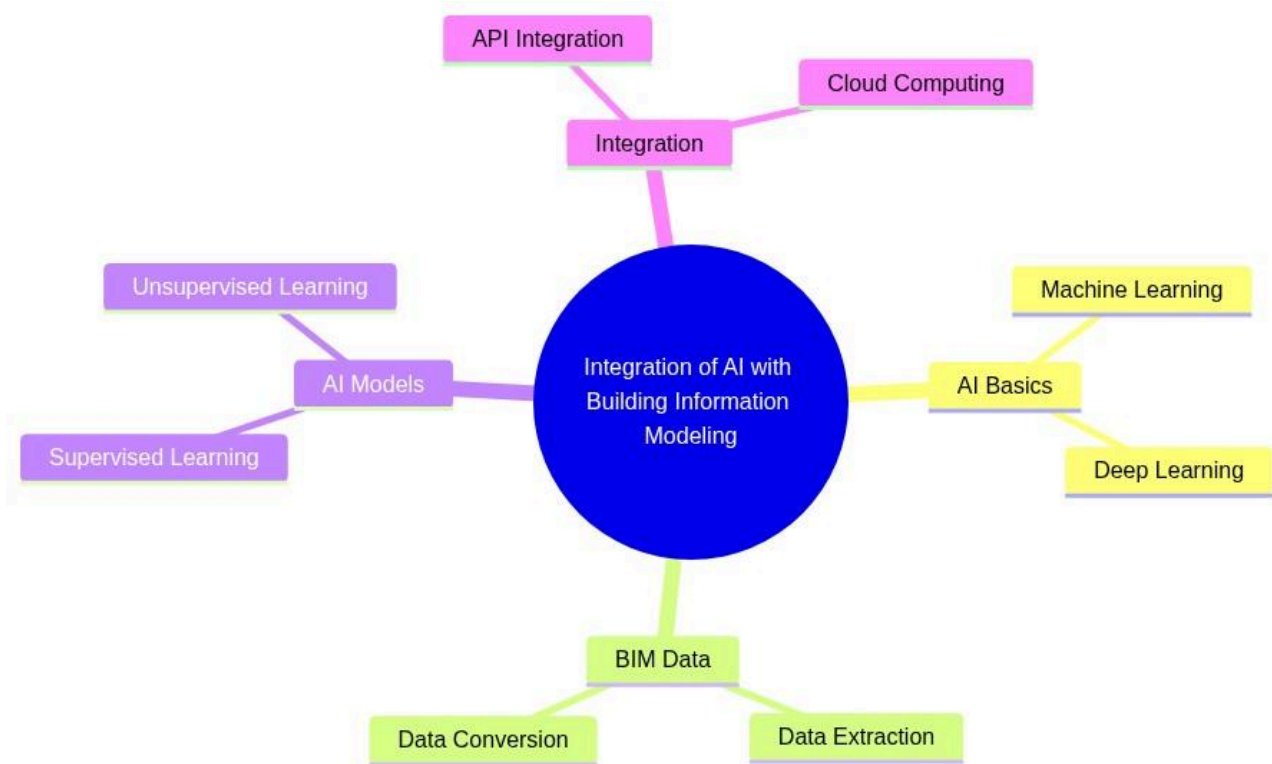 API Integration
Cloud Computing
Integration
Unsupervised Learning
Machine Learning
AI Models
Integration of AI with
Building Information
Modeling
AI Basics
Supervised Learning
Deep Learning
BIM Data
Data Conversion
Data Extraction